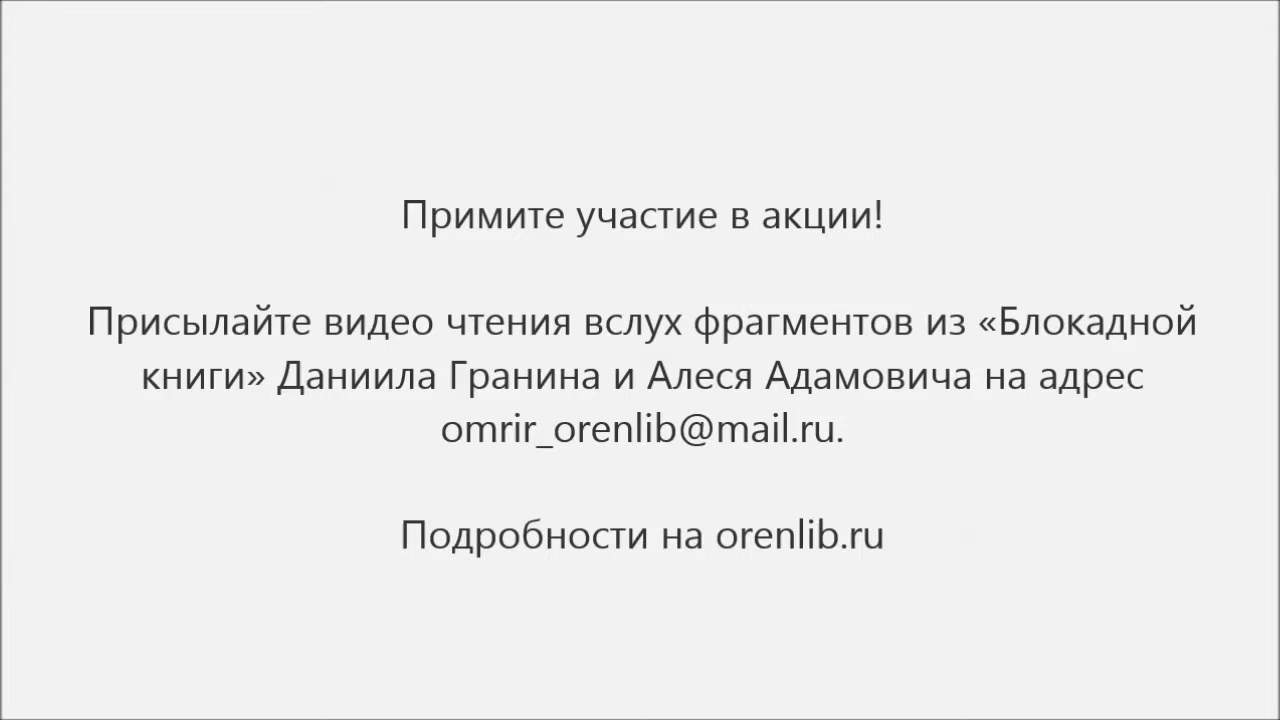 Примите участие в акции!
Присылайте видео чтения вслух фрагментов из «Блокадной
книги» Даниила Гранина и Алеся Адамовича на адрес
omrir_orenlib@mail.ru.
Подробности на orenlib.ru